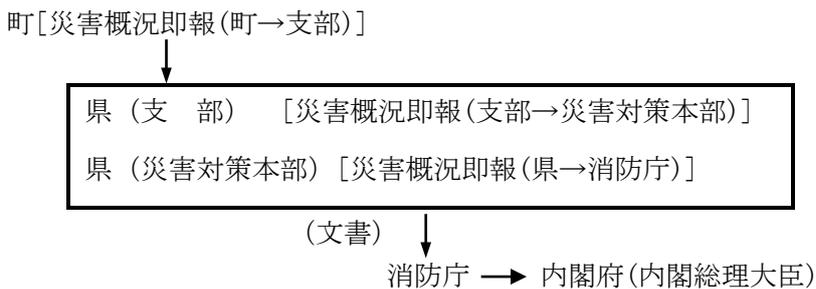 町[災害概況即報(町→支部)]
県（支　部）　[災害概況即報(支部→災害対策本部)]
県（災害対策本部）[災害概況即報(県→消防庁)]
（文書）
消防庁 → 内閣府(内閣総理大臣)